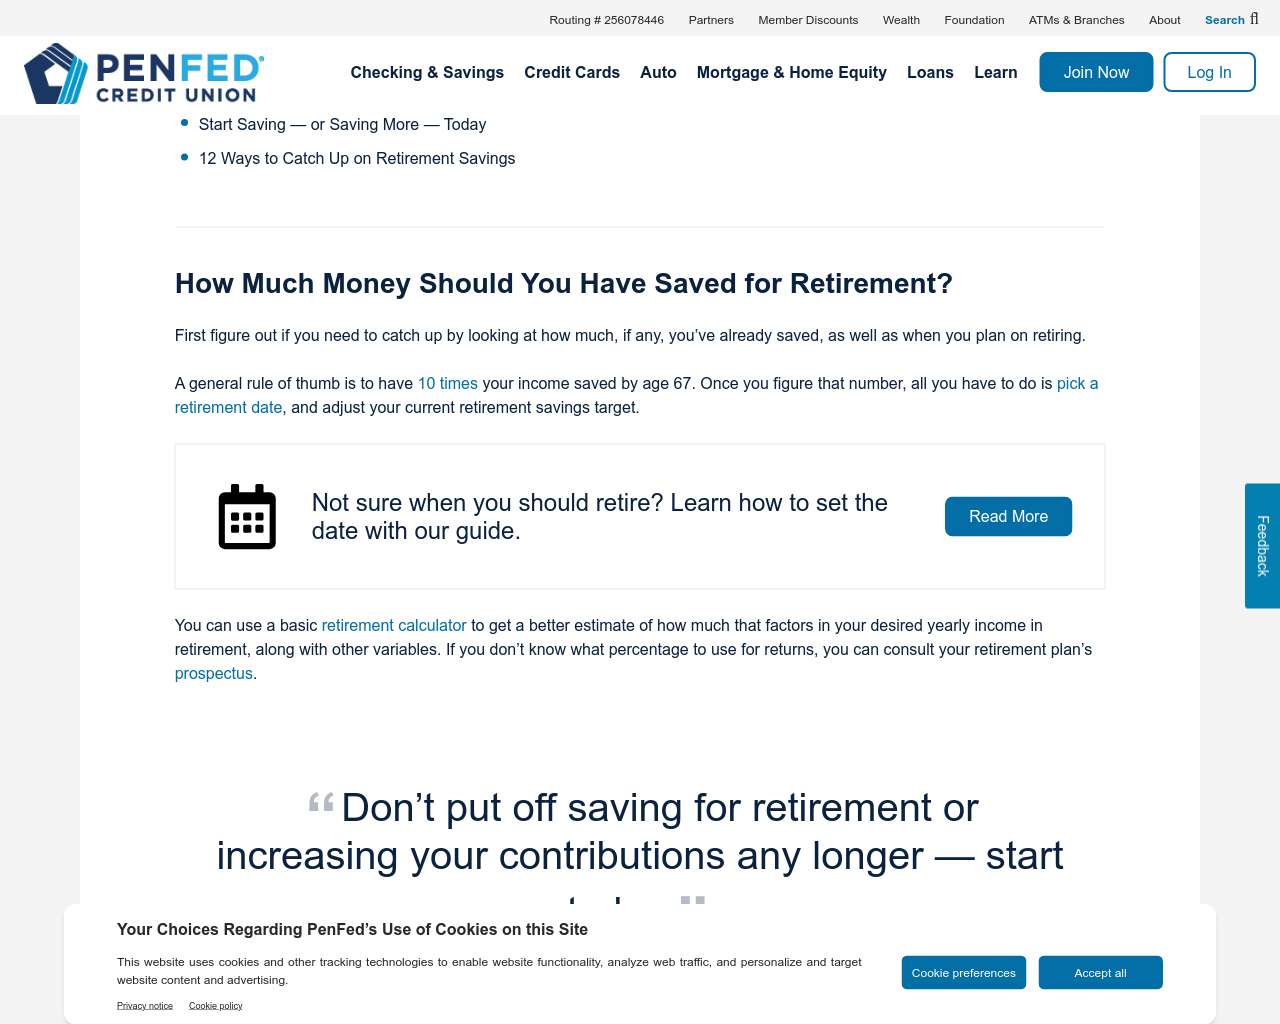 Routing # 256078446 Partners Member Discounts Wealth Foundation ATMs & Branches About Search
PENFED®
CREDIT UNION
Checking & Savings Credit Cards Auto Mortgage & Home Equity Loans Learn Join Now Log In
Start Saving — or Saving More — Today
12 Ways to Catch Up on Retirement Savings
How Much Money Should You Have Saved for Retirement?
First figure out if you need to catch up by looking at how much, if any, you’ve already saved, as well as when you plan on retiring.
A general rule of thumb is to have 10 times your income saved by age 67. Once you figure that number, all you have to do is pick a
retirement date, and adjust your current retirement savings target.
Not sure when you should retire? Learn how to set the
date with our guide.
Read More
Feedback
You can use a basic retirement calculator to get a better estimate of how much that factors in your desired yearly income in
retirement, along with other variables. If you don’t know what percentage to use for returns, you can consult your retirement plan’s
prospectus.
“Don’t put off saving for retirement or
increasing your contributions any longer — start
Your Choices Regarding PenFed’s Use of Cookies on this Site
This website uses cookies and other tracking technologies to enable website functionality, analyze web traffic, and personalize and target
website content and advertising.
Cookie preferences Accept all
Privacy notice Cookie policy